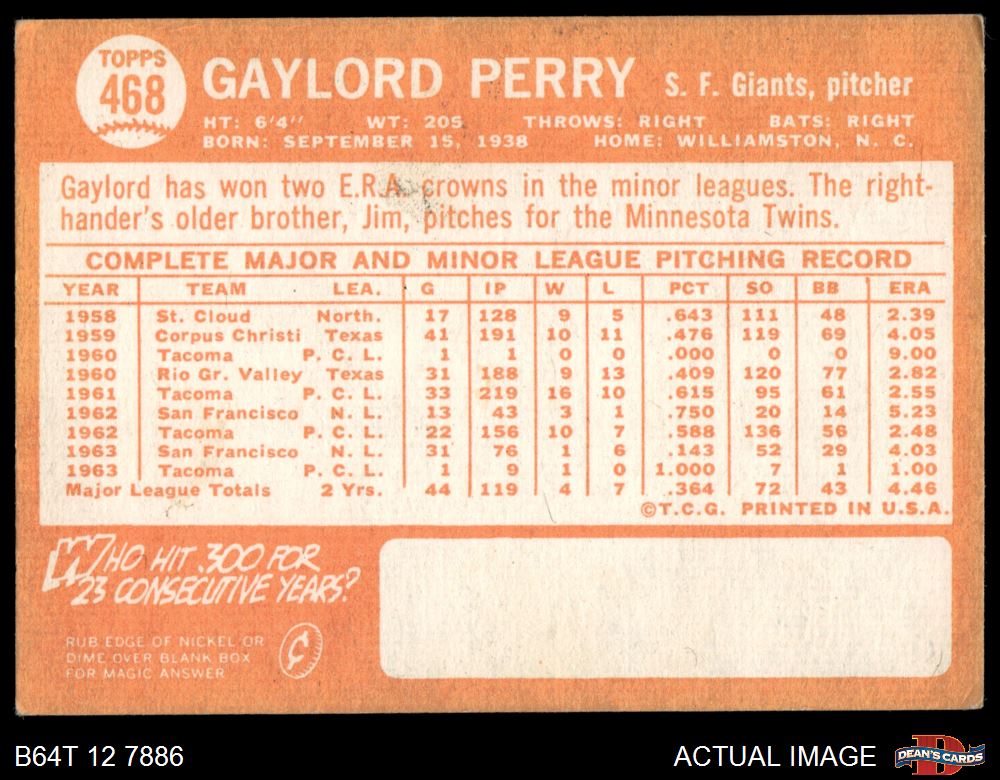 TOPPS
468
GAYLORD PERRY S. F. Giants, pitcher
HT: 6'4" WT: 205 THROWS: RIGHT BATS: RIGHT
BORN: SEPTEMBER 15, 1938 HOME: WILLIAMSTON, N. C.
Gaylord has won two E.R.A. crowns in the minor leagues. The right-
hander's older brother, Jim, pitches for the Minnesota Twins.
COMPLETE MAJOR AND MINOR LEAGUE PITCHING RECORD
YEAR TEAM LEA. G IP W L PCT SO BB ERA
1958 St. Cloud North. 17 128 9 5 .643 111 48 2.39
1959 Corpus Christi Texas 41 191 10 11 .476 119 69 4.05
1960 Tacoma P. C. L. 1 1 0 0 .000 0 0 9.00
1960 Rio Gr. Valley Texas 31 188 9 13 .409 120 77 2.82
1961 Tacoma P. C. L. 33 219 16 10 .615 95 61 2.55
1962 San Francisco N. L. 13 43 3 1 .750 20 14 5.23
1962 Tacoma P. C. L. 22 156 10 7 .588 136 56 2.48
1963 San Francisco N. L. 31 76 1 6 .143 52 29 4.03
1963 Tacoma P. C. L. 1 9 1 0 1.000 7 1 1.00
Major League Totals 2 Yrs. 44 119 4 7 .364 72 43 4.46
©T.C.G. PRINTED IN U.S.A.
WHO HIT .300 FOR
23 CONSECUTIVE YEARS?
RUB EDGE OF NICKEL OR
DIME OVER BLANK BOX
FOR MAGIC ANSWER
¢
B64T 12 7886 ACTUAL IMAGE DEAN'S CARDS